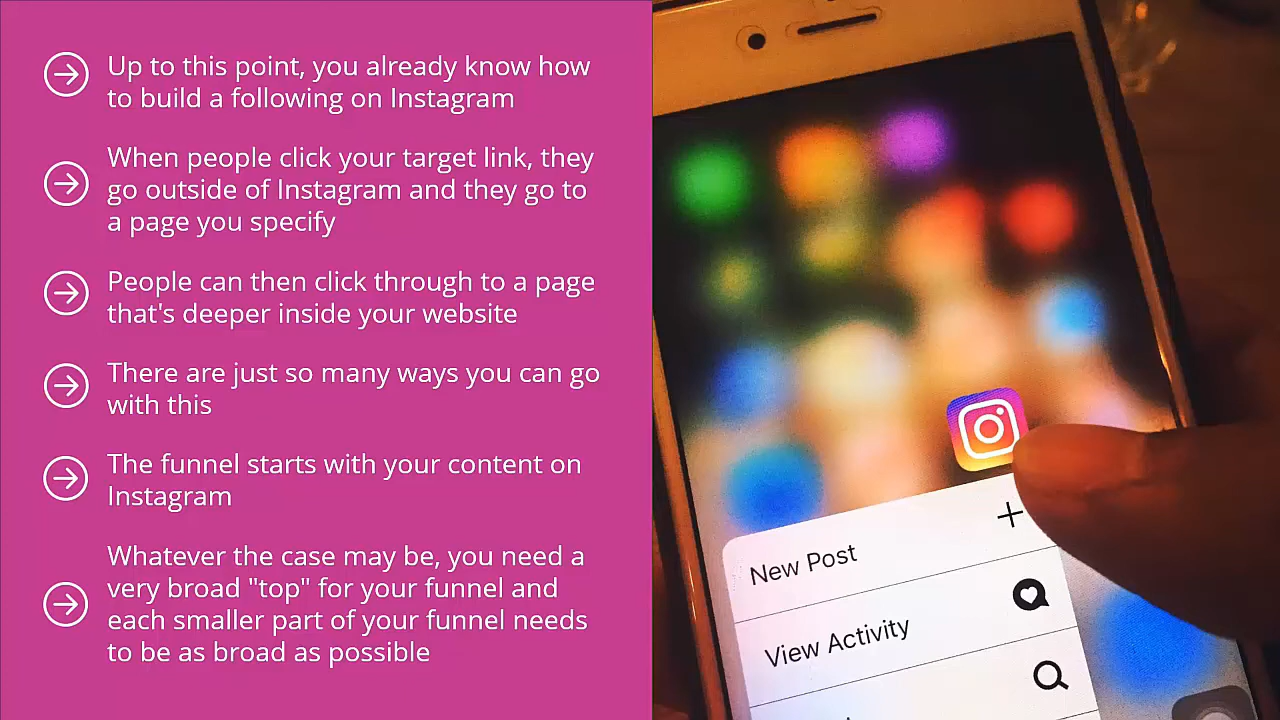 Up to this point, you already know how
to build a following on Instagram
When people click your target link, they
go outside of Instagram and they go to
a page you specify
People can then click through to a page
that's deeper inside your website
There are just so many ways you can go
with this
The funnel starts with your content on
Instagram
Whatever the case may be, you need a
very broad "top" for your funnel and
each smaller part of your funnel needs
to be as broad as possible
New Post
View Activity